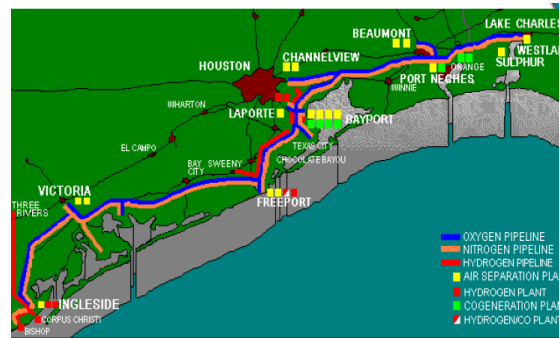 LAKE CHARLES
BEAUMONT
WESTLA
CHANNELVIEW
SULPHUR
ORANGE
HOUSTON
PORT NECHES
WINNIE
WHARTON
LAPORTE
BAYPORT
TEXAS CITY
EL CAMPO
CHOCOLATE BAYOU
BAY CITY
SWEENY
VICTORIA
FREEPORT
THREE
RIVERS
OXYGEN PIPELINE
NITROGEN PIPELINE
HYDROGEN PIPELINE
AIR SEPARATION PLA
HYDROGEN PLANT
COGENERATION PLAN
HYDROGEN/CO PLANT
INGLESIDE
CORPUS CHRISTI
BISHOP